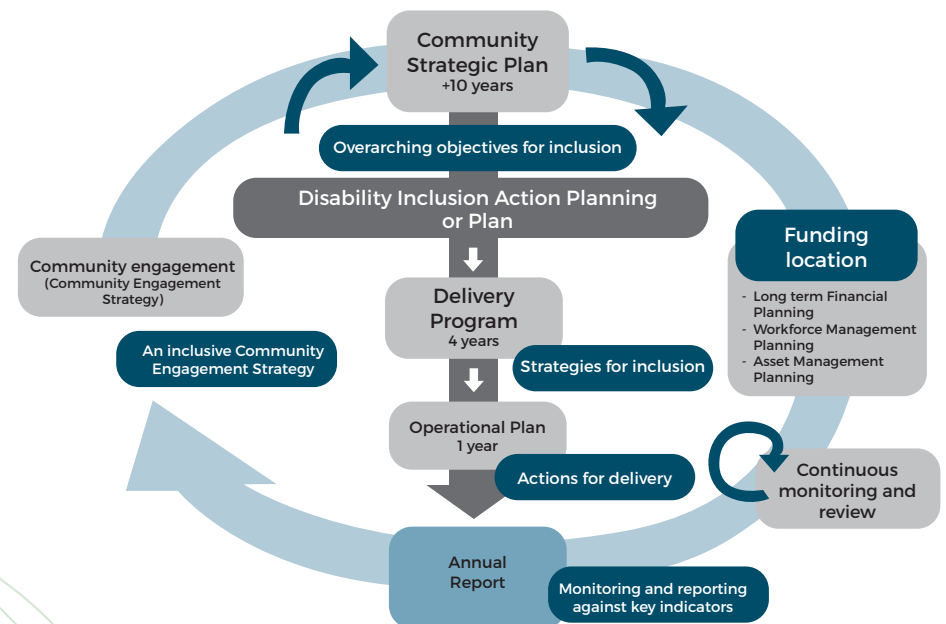 Community
Strategic Plan
+10 years
Overarching objectives for inclusion
Disability Inclusion Action Planning
or Plan
Funding
location
- Long term Financial
Planning
- Workforce Management
Planning
- Asset Management
Planning
Community engagement
(Community Engagement
Strategy)
Delivery
Program
4 years
An inclusive Community
Engagement Strategy
Strategies for inclusion
Operational Plan
1 year
Actions for delivery
Continuous
monitoring and
review
Annual
Report
Monitoring and reporting
against key indicators